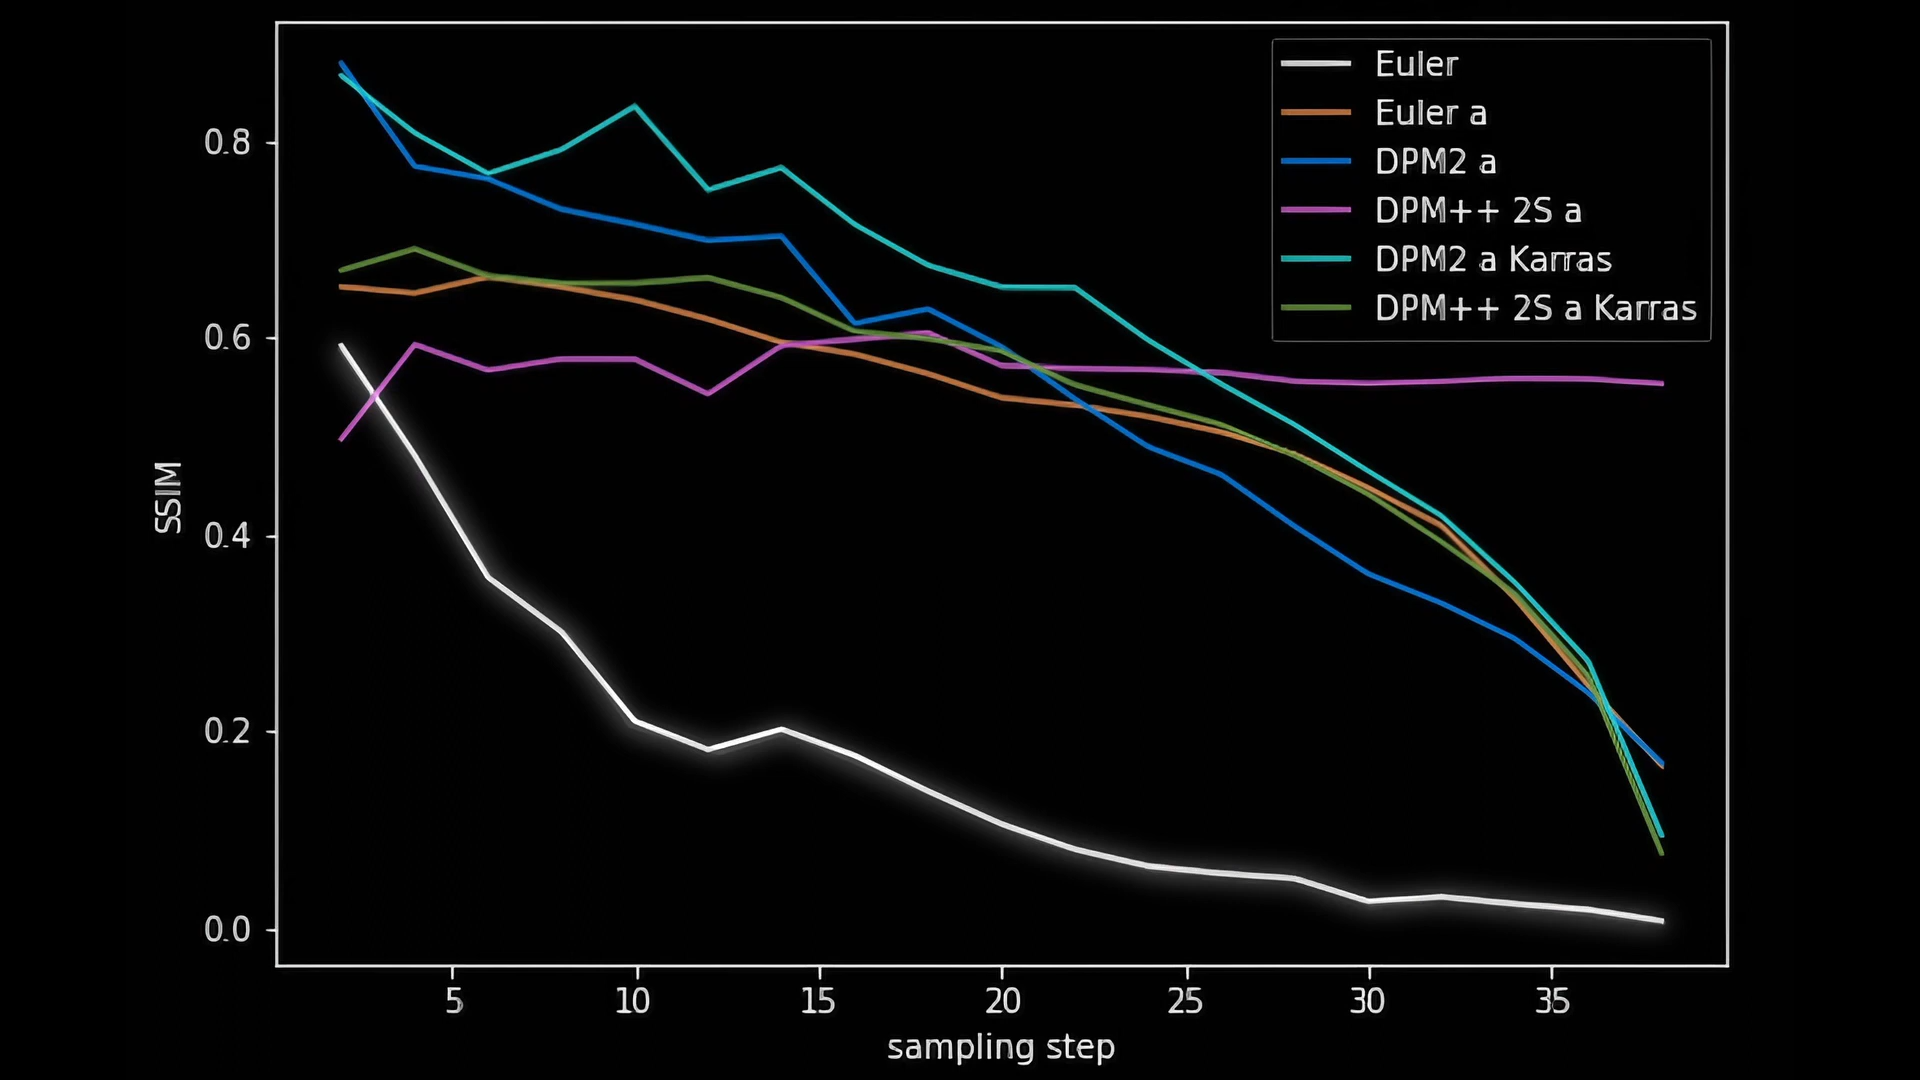 Euler
Euler a
DPM2 a
DPM++ 2S a
DPM2 a Karras
DPM++ 2S a Karras
0.8
0.6
0.4
0.2
0.0
SSIM
5 10 15 20 25 30 35
sampling step